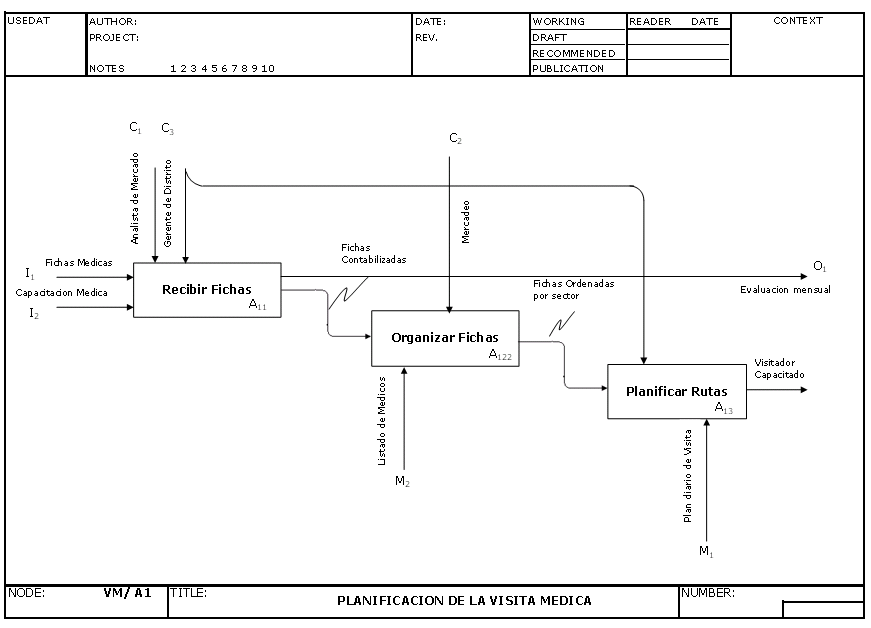 USEDAT
AUTHOR:
PROJECT:
NOTES 1 2 3 4 5 6 7 8 9 10
DATE:
REV.
WORKING
DRAFT
RECOMMENDED
PUBLICATION
READER DATE
CONTEXT
C1
C3
C2
Analista de Mercado
Gerente de Distrito
Mercadeo
Fichas Medicas
I1
Capacitacion Medica
I2
Recibir Fichas
A11
Fichas
Contabilizadas
O1
Evaluacion mensual
Fichas Ordenadas
por sector
Organizar Fichas
A122
Visitador
Capacitado
Planificar Rutas
A13
Listado de Medicos
M2
Plan diario de Visita
M1
NODE: VM/ A1
TITLE:
PLANIFICACION DE LA VISITA MEDICA
NUMBER: